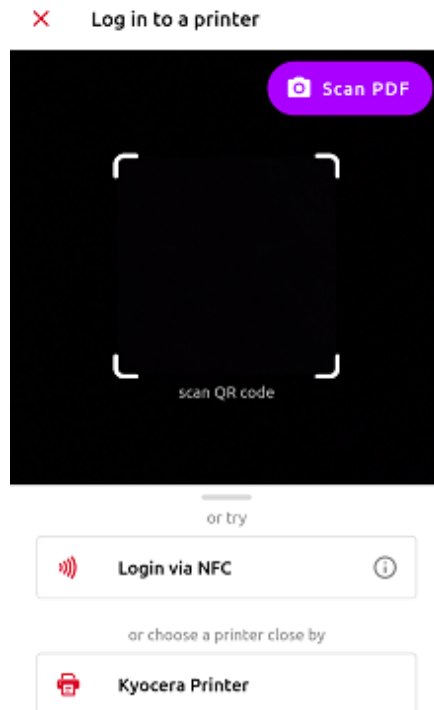 Log in to a printer
Scan PDF
scan QR code
or try
Login via NFC
or choose a printer close by
Kyocera Printer